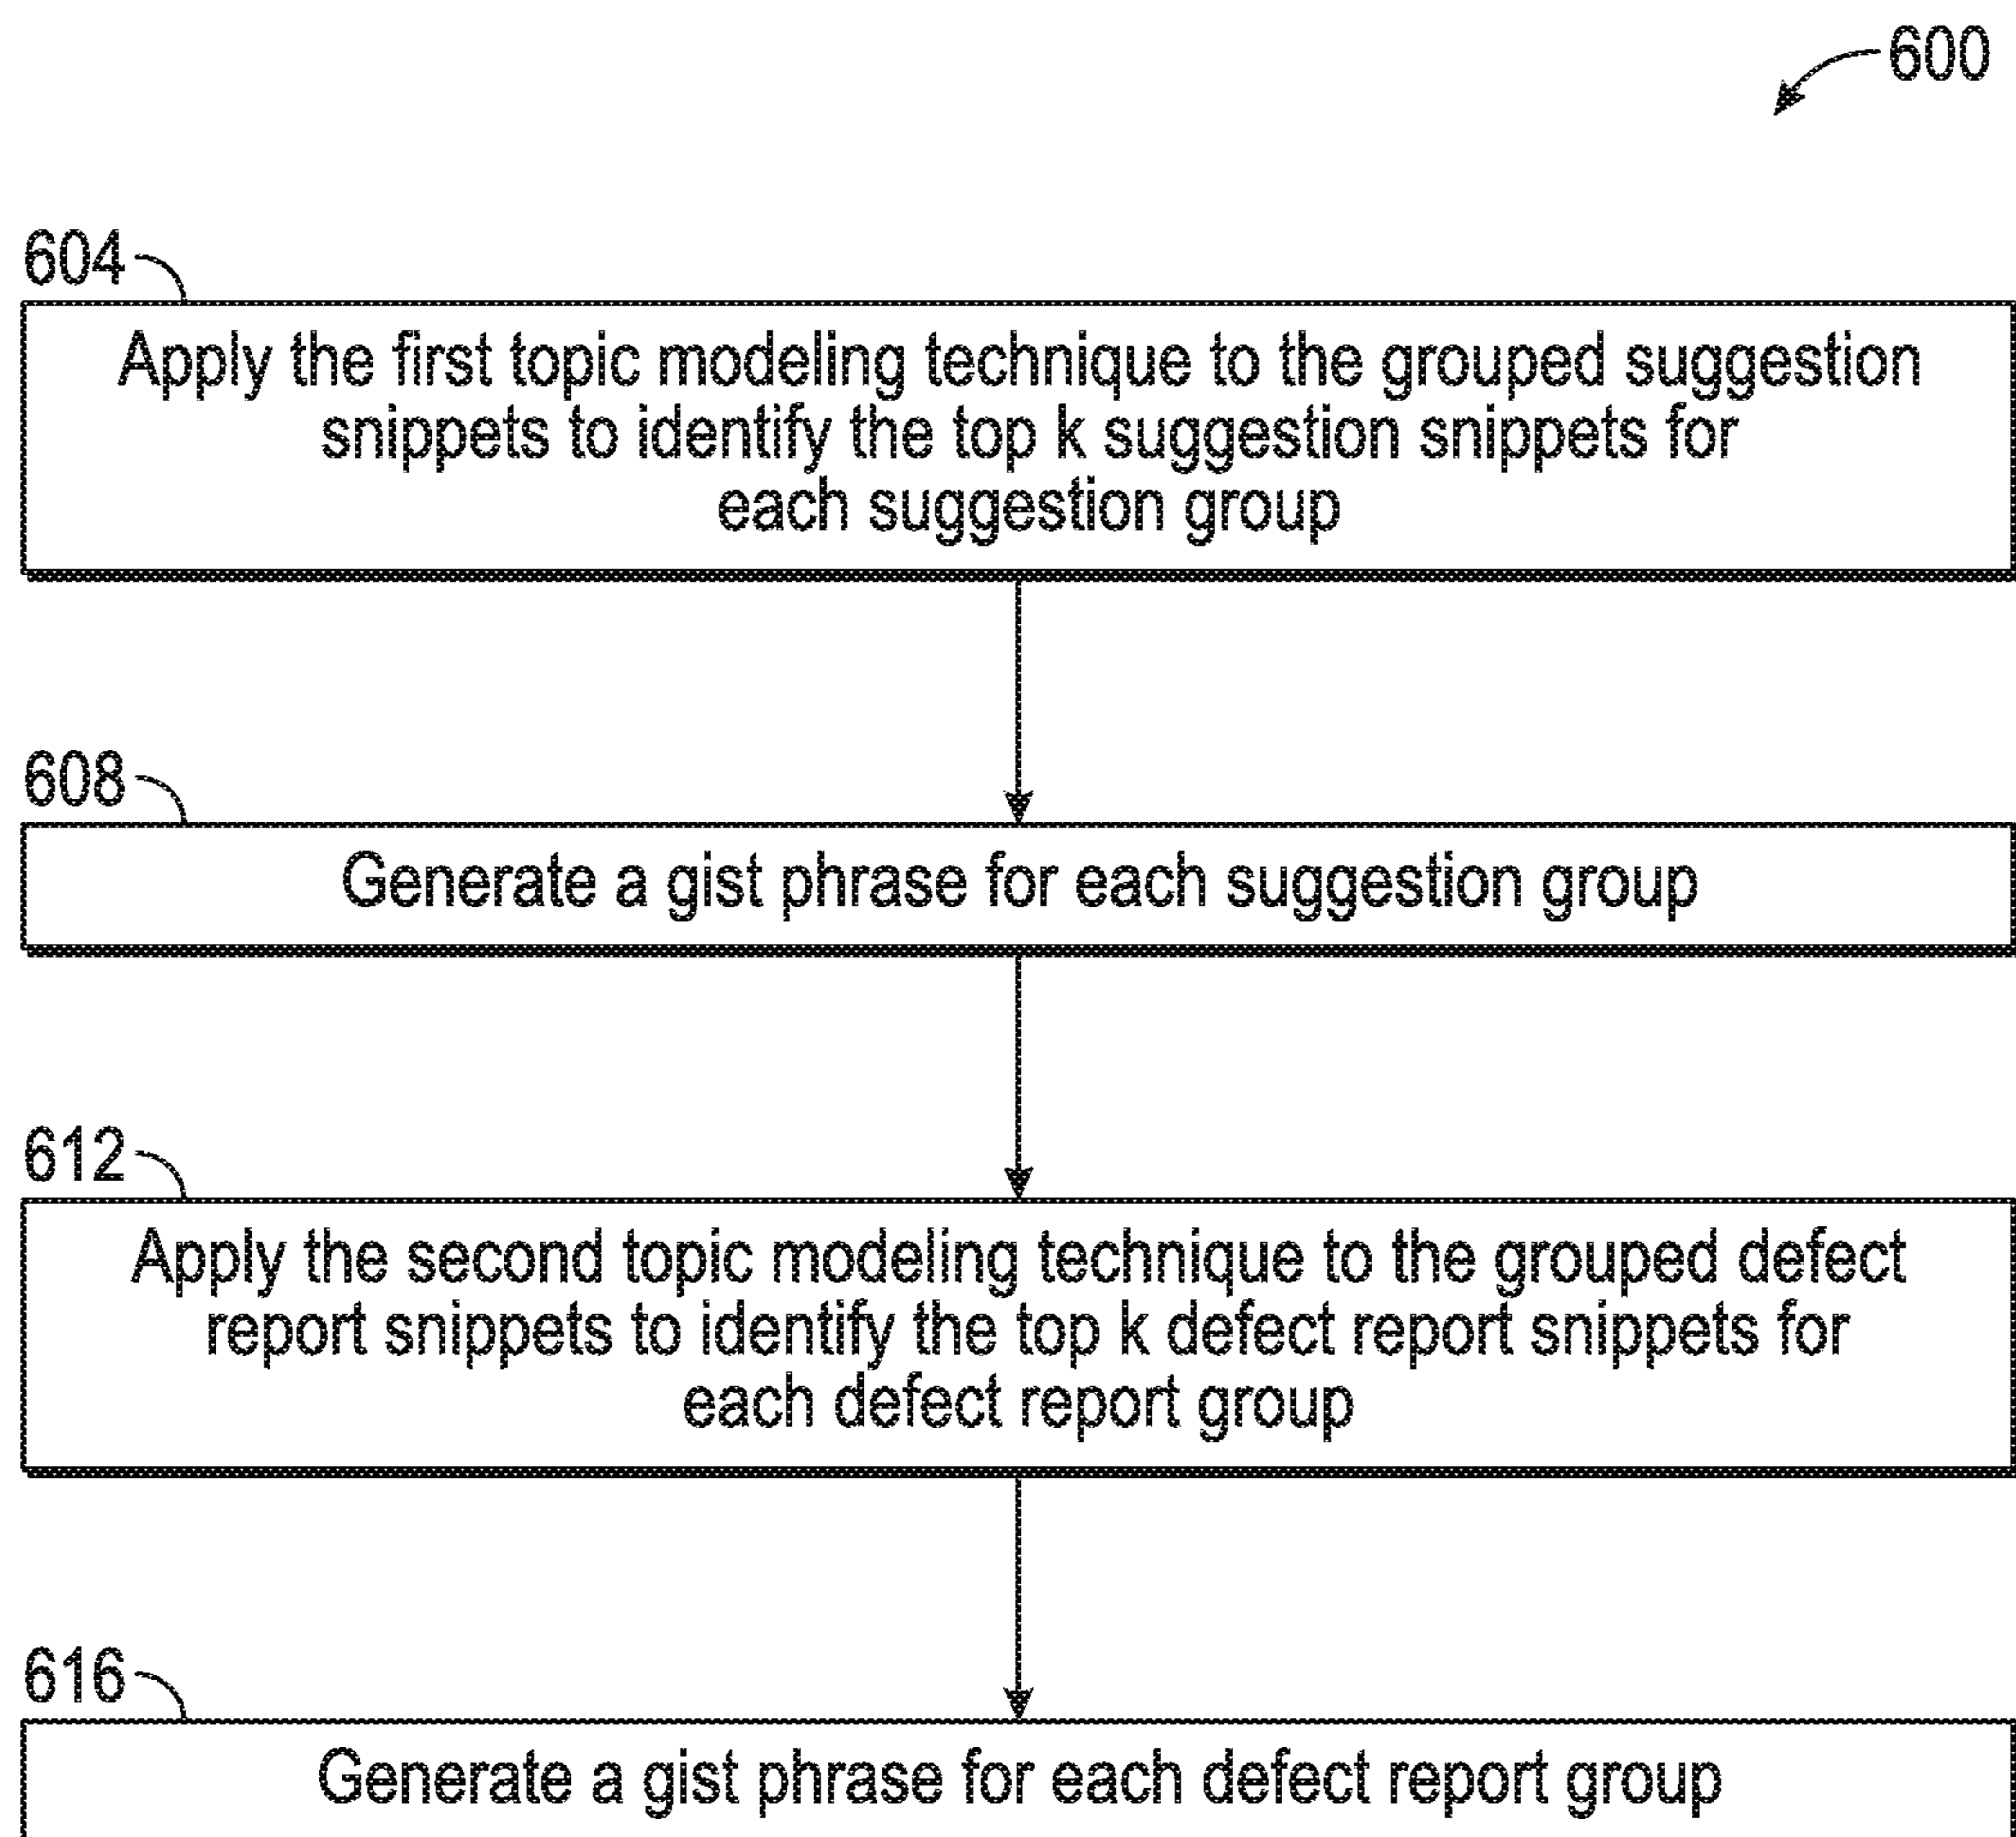 600
604
Apply the first topic modeling technique to the grouped suggestion
snippets to identify the top k suggestion snippets for
each suggestion group
608
Generate a gist phrase for each suggestion group
612
Apply the second topic modeling technique to the grouped defect
report snippets to identify the top k defect report snippets for
each defect report group
616
Generate a gist phrase for each defect report group